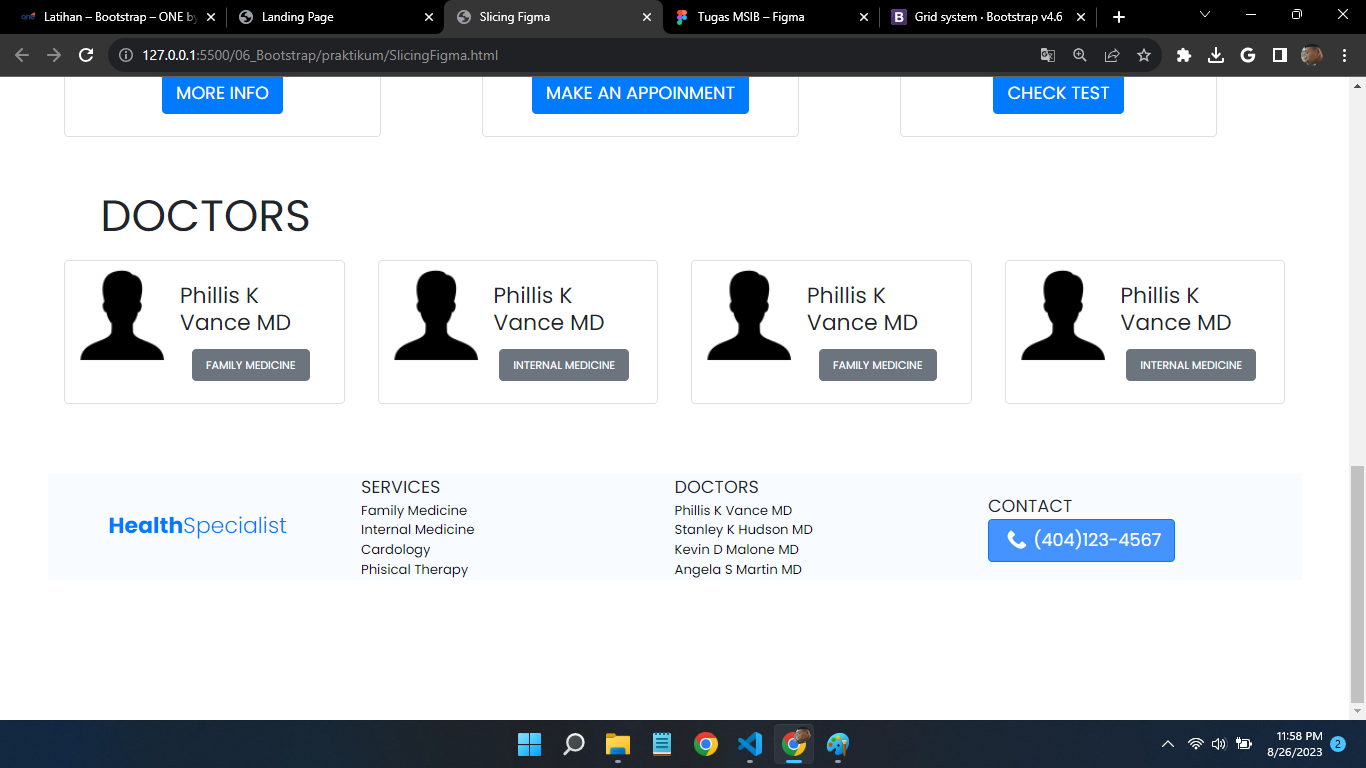 Latihan – Bootstrap – ONE by
Landing Page
Slicing Figma
Tugas MSIB – Figma
Grid system · Bootstrap v4.6
127.0.0.1:5500/06_Bootstrap/praktikum/SlicingFigma.html
MORE INFO
MAKE AN APPOINMENT
CHECK TEST
DOCTORS
Phillis K
Vance MD
FAMILY MEDICINE
Phillis K
Vance MD
INTERNAL MEDICINE
Phillis K
Vance MD
FAMILY MEDICINE
Phillis K
Vance MD
INTERNAL MEDICINE
HealthSpecialist
SERVICES
Family Medicine
Internal Medicine
Cardology
Phisical Therapy
DOCTORS
Phillis K Vance MD
Stanley K Hudson MD
Kevin D Malone MD
Angela S Martin MD
CONTACT
(404)123-4567
11:58 PM
8/26/2023
2